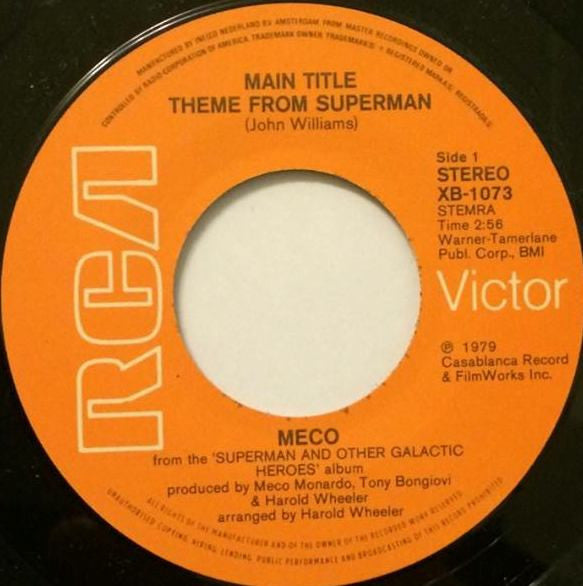 MANUFACTURED BY INELCO NEDERLAND BV AMSTERDAM FROM MASTER RECORDINGS OWNED OR
CONTROLLED BY RADIO-CORPORATION OF AMERICA. TRADEMARK OWNER TRADEMARK(S) ® REGISTERED MARKA(S) REGISTRADA(S)
MAIN TITLE
THEME FROM SUPERMAN
(John Williams)
RCA
Side 1
STEREO
XB-1073
STEMRA
Time 2:56
Warner-Tamerlane
Publ. Corp., BMI
Victor
℗ 1979
Casablanca Record
& FilmWorks Inc.
MECO
from the 'SUPERMAN AND OTHER GALACTIC
HEROES' album
produced by Meco Monardo, Tony Bongiovi
& Harold Wheeler
arranged by Harold Wheeler
ALL RIGHTS OF THE MANUFACTURER AND OF THE OWNER OF THE RECORDED WORK RESERVED.
UNAUTHORISED COPYING, HIRING, LENDING, PUBLIC PERFORMANCE AND BROADCASTING OF THIS RECORD PROHIBITED